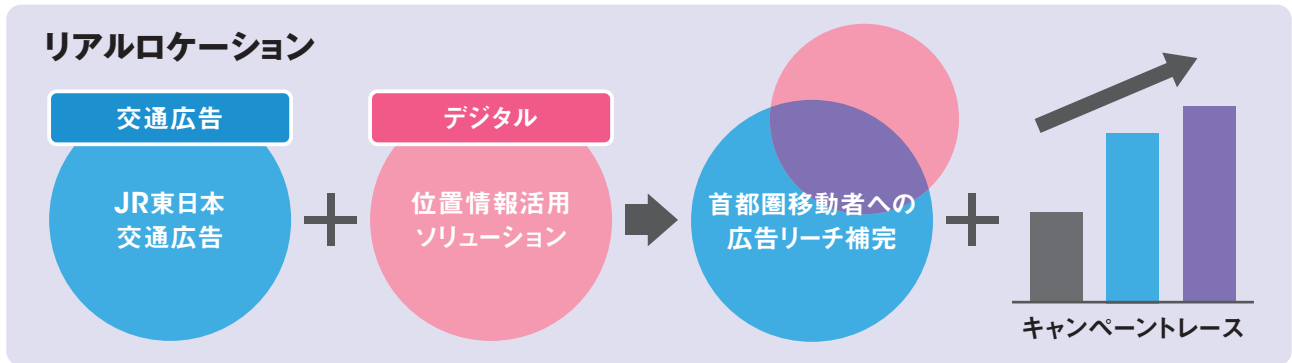 リアルロケーション
交通広告
JR東日本
交通広告
デジタル
位置情報活用
ソリューション
首都圏移動者への
広告リーチ補完
キャンペーントレース